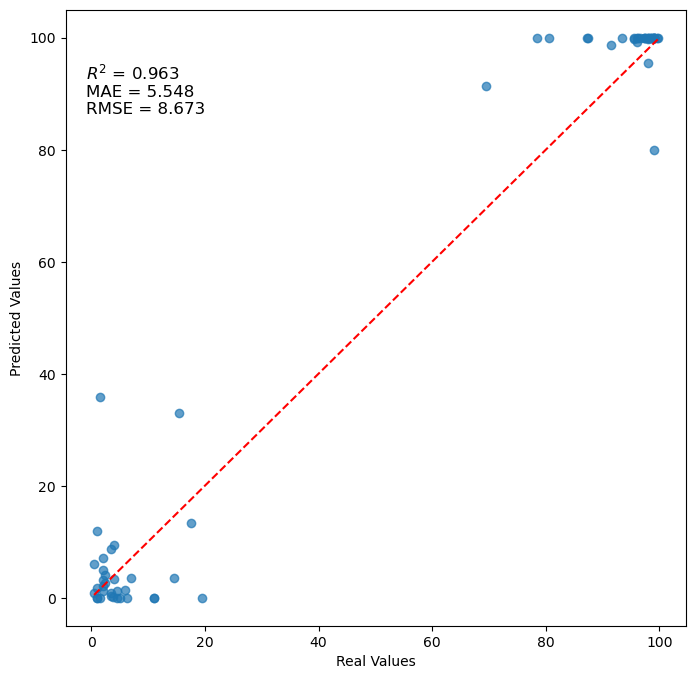 R² = 0.963
MAE = 5.548
RMSE = 8.673
100
80
60
40
20
0
Predicted Values
0 20 40 60 80 100
Real Values